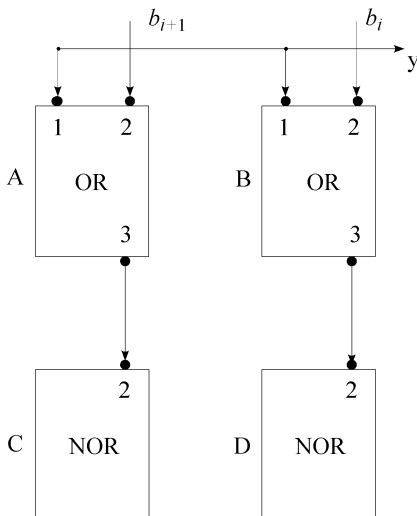 b_{i+1} b_i
y
1 2 1 2
A OR B OR
3 3
2 2
C NOR D NOR